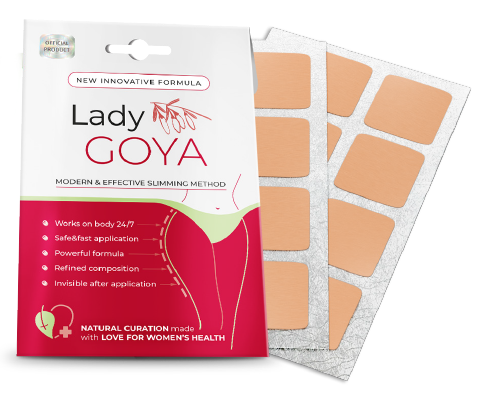 OFFICIAL
PRODUCT
NEW INNOVATIVE FORMULA
Lady
GOYA
MODERN & EFFECTIVE SLIMMING METHOD
Works on body 24/7
Safe&fast application
Powerful formula
Refined composition
Invisible after application
NATURAL CURATION made
with LOVE FOR WOMEN'S HEALTH